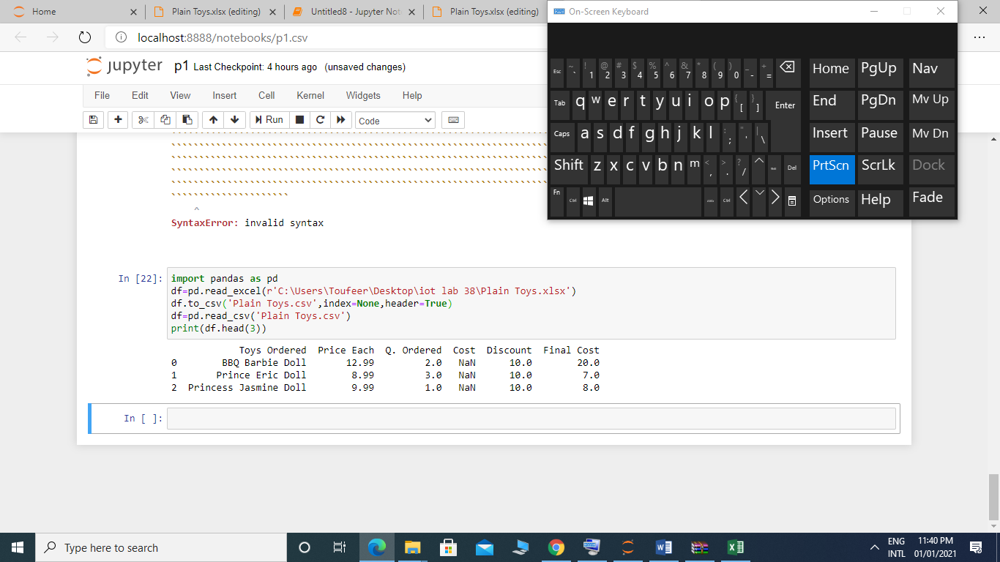 Home
Plain Toys.xlsx (editing)
Untitled8 - Jupyter Not
Plain Toys.xlsx (editing)
On-Screen Keyboard
localhost:8888/notebooks/p1.csv
jupyter p1 Last Checkpoint: 4 hours ago (unsaved changes)
File Edit View Insert Cell Kernel Widgets Help
Run Code
^
SyntaxError: invalid syntax
In [22]:
import pandas as pd
df=pd.read_excel(r'C:\Users\Toufeer\Desktop\iot lab 38\Plain Toys.xlsx')
df.to_csv('Plain Toys.csv',index=None,header=True)
df=pd.read_csv('Plain Toys.csv')
print(df.head(3))
Toys Ordered Price Each Q. Ordered Cost Discount Final Cost
0 BBQ Barbie Doll 12.99 2.0 NaN 10.0 20.0
1 Prince Eric Doll 8.99 3.0 NaN 10.0 7.0
2 Princess Jasmine Doll 9.99 1.0 NaN 10.0 8.0
In [ ]:
Esc ~ ` ! 1 @ 2 # 3 $ 4 % 5 ^ 6 & 7 * 8 ( 9 ) 0 _ - + = Home PgUp Nav
Tab q w e r t y u i o p { [ } ] Enter End PgDn Mv Up
Caps a s d f g h j k l : ; " ' | \ Insert Pause Mv Dn
Shift z x c v b n m < , > . ? / Del PrtScn ScrLk Dock
Fn Ctrl Alt Ctrl Options Help Fade
Type here to search
ENG
INTL
11:40 PM
01/01/2021